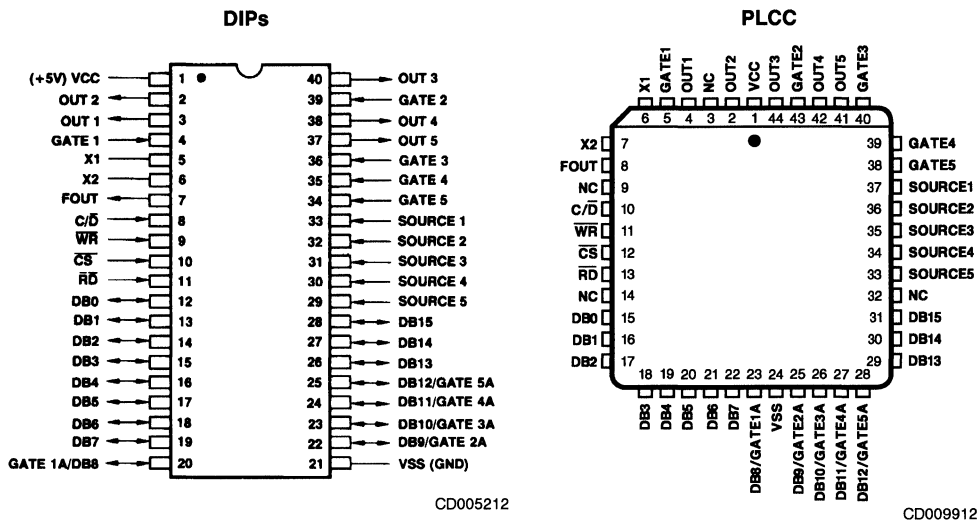 DIPs
(+5V) VCC 1 40 OUT 3
OUT 2 2 39 GATE 2
OUT 1 3 38 OUT 4
GATE 1 4 37 OUT 5
X1 5 36 GATE 3
X2 6 35 GATE 4
FOUT 7 34 GATE 5
C/D̅ 8 33 SOURCE 1
W̅R̅ 9 32 SOURCE 2
C̅S̅ 10 31 SOURCE 3
R̅D̅ 11 30 SOURCE 4
DB0 12 29 SOURCE 5
DB1 13 28 DB15
DB2 14 27 DB14
DB3 15 26 DB13
DB4 16 25 DB12/GATE 5A
DB5 17 24 DB11/GATE 4A
DB6 18 23 DB10/GATE 3A
DB7 19 22 DB9/GATE 2A
GATE 1A/DB8 20 21 VSS (GND)
CD005212
PLCC
X1 GATE1 OUT1 NC OUT2 VCC OUT3 GATE2 OUT4 OUT5 GATE3
6 5 4 3 2 1 44 43 42 41 40
X2 7 39 GATE4
FOUT 8 38 GATE5
NC 9 37 SOURCE1
C/D̅ 10 36 SOURCE2
W̅R̅ 11 35 SOURCE3
C̅S̅ 12 34 SOURCE4
R̅D̅ 13 33 SOURCE5
NC 14 32 NC
DB0 15 31 DB15
DB1 16 30 DB14
DB2 17 29 DB13
18 19 20 21 22 23 24 25 26 27 28
DB3 DB4 DB5 DB6 DB7 DB8/GATE1A VSS DB9/GATE2A DB10/GATE3A DB11/GATE4A DB12/GATE5A
CD009912